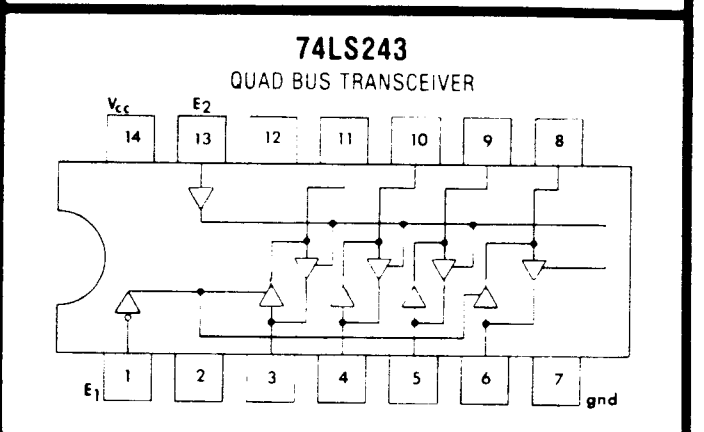 74LS243
QUAD BUS TRANSCEIVER
Vcc E2
14 13 12 11 10 9 8
1 2 3 4 5 6 7
E1 gnd